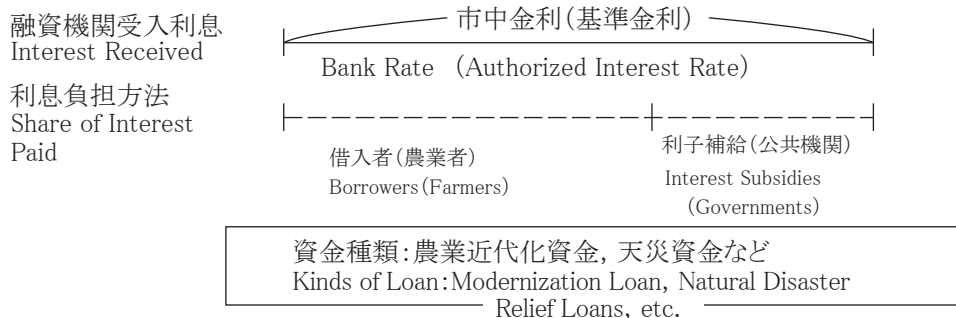 融資機関受入利息
Interest Received
市中金利(基準金利)
Bank Rate (Authorized Interest Rate)
利息負担方法
Share of Interest
Paid
借入者(農業者)
Borrowers(Farmers)
利子補給(公共機関)
Interest Subsidies
(Governments)
資金種類:農業近代化資金, 天災資金など
Kinds of Loan:Modernization Loan, Natural Disaster
Relief Loans, etc.